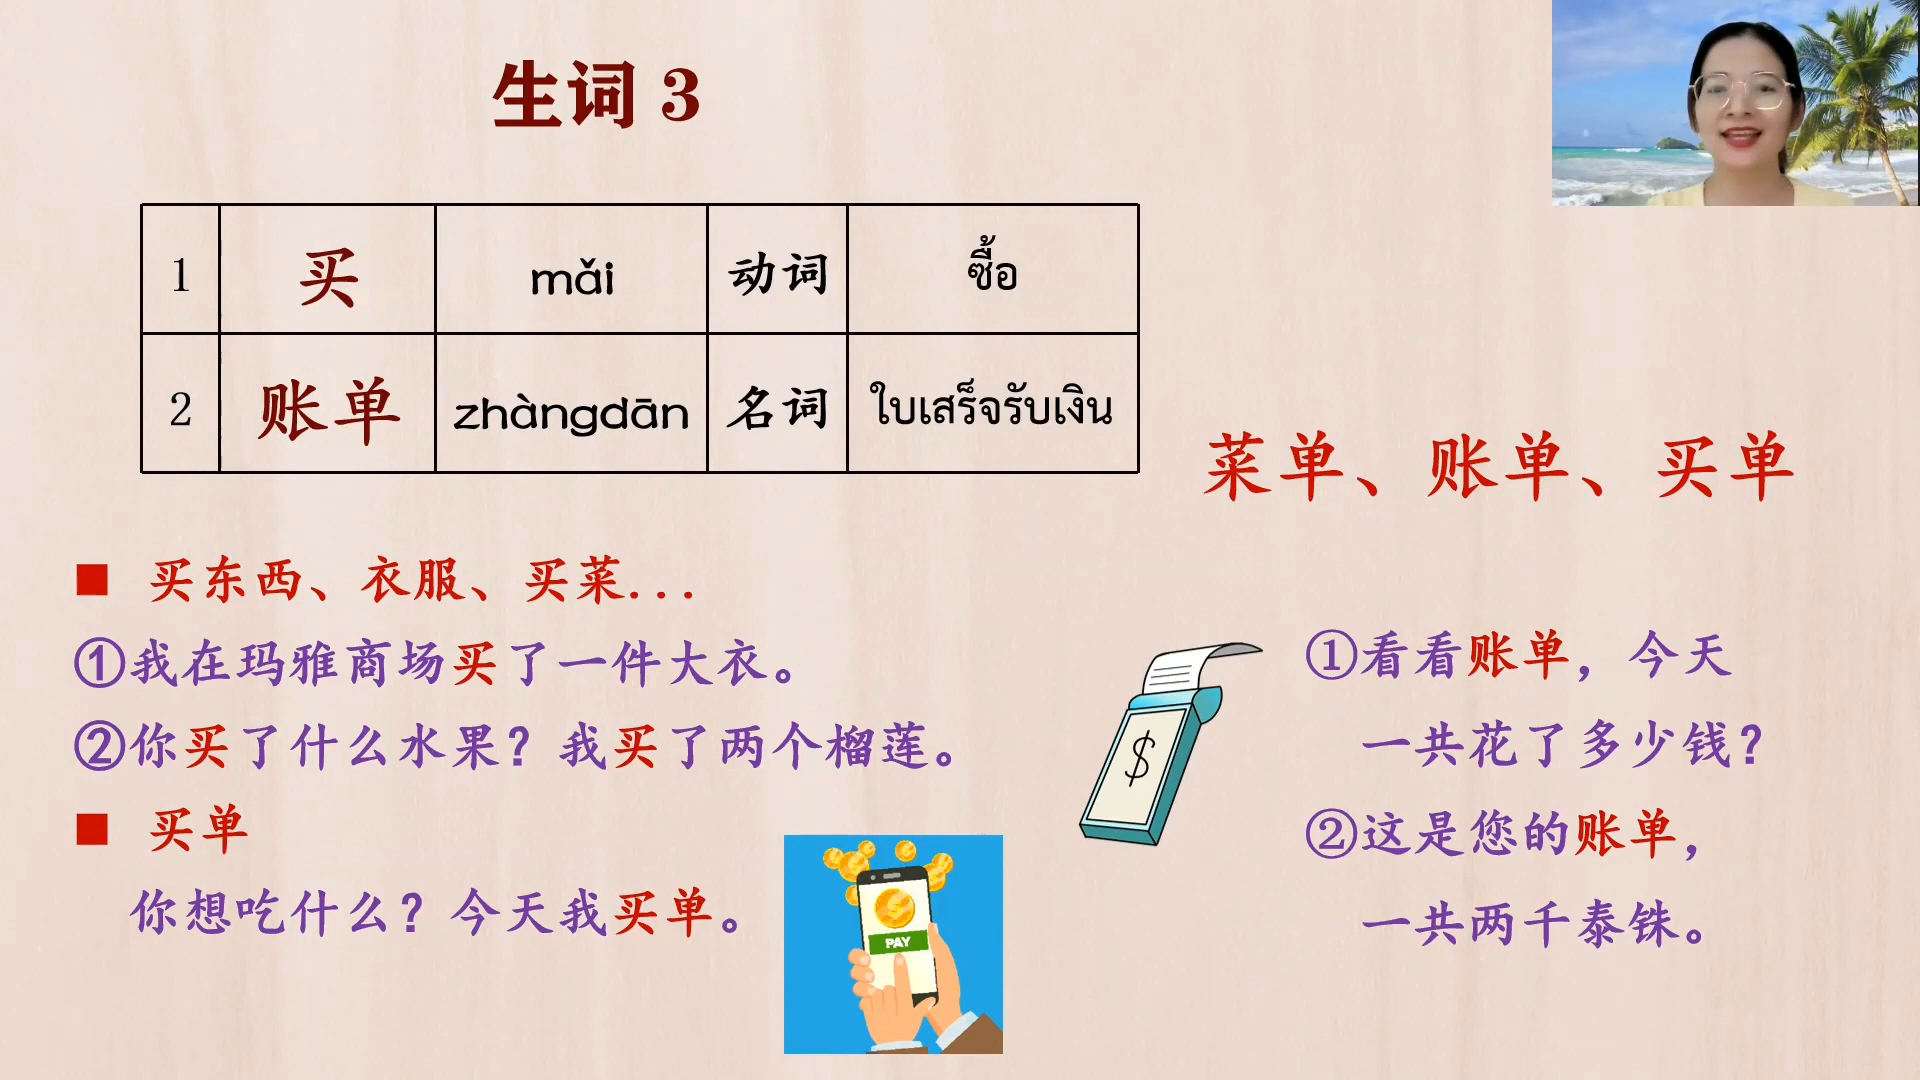 生词 3
1 买 mǎi 动词 ซื้อ
2 账单 zhàngdān 名词 ใบเสร็จรับเงิน
菜单、账单、买单
■ 买东西、衣服、买菜...
①我在玛雅商场买了一件大衣。
②你买了什么水果？我买了两个榴莲。
■ 买单
你想吃什么？今天我买单。
PAY
$
①看看账单，今天
一共花了多少钱？
②这是您的账单，
一共两千泰铢。